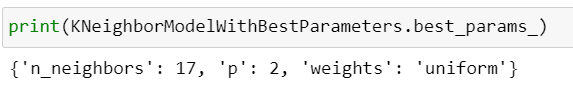 print(KNeighborModelWithBestParameters.best_params_)
{'n_neighbors': 17, 'p': 2, 'weights': 'uniform'}